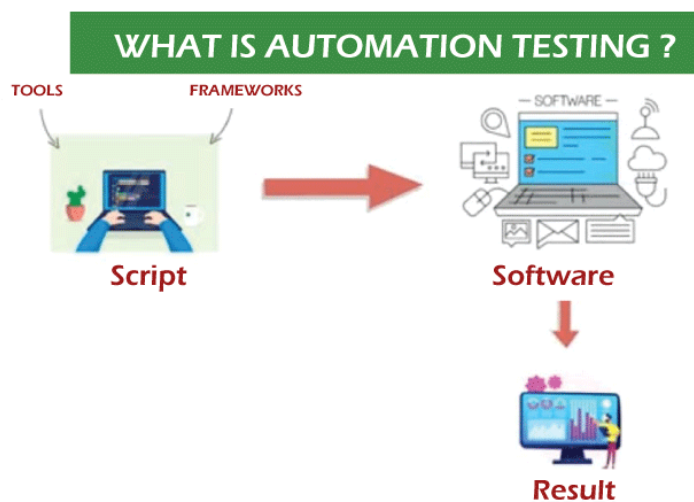 WHAT IS AUTOMATION TESTING ?
TOOLS
FRAMEWORKS
SOFTWARE
Script
Software
Result